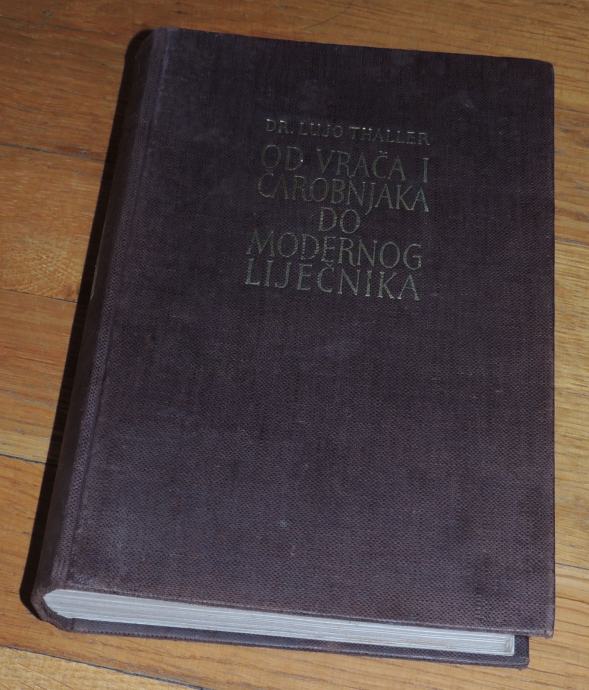 DR. LUJO THALLER
OD VRAČA I
ČAROBNJAKA
DO
MODERNOG
LIJEČNIKA